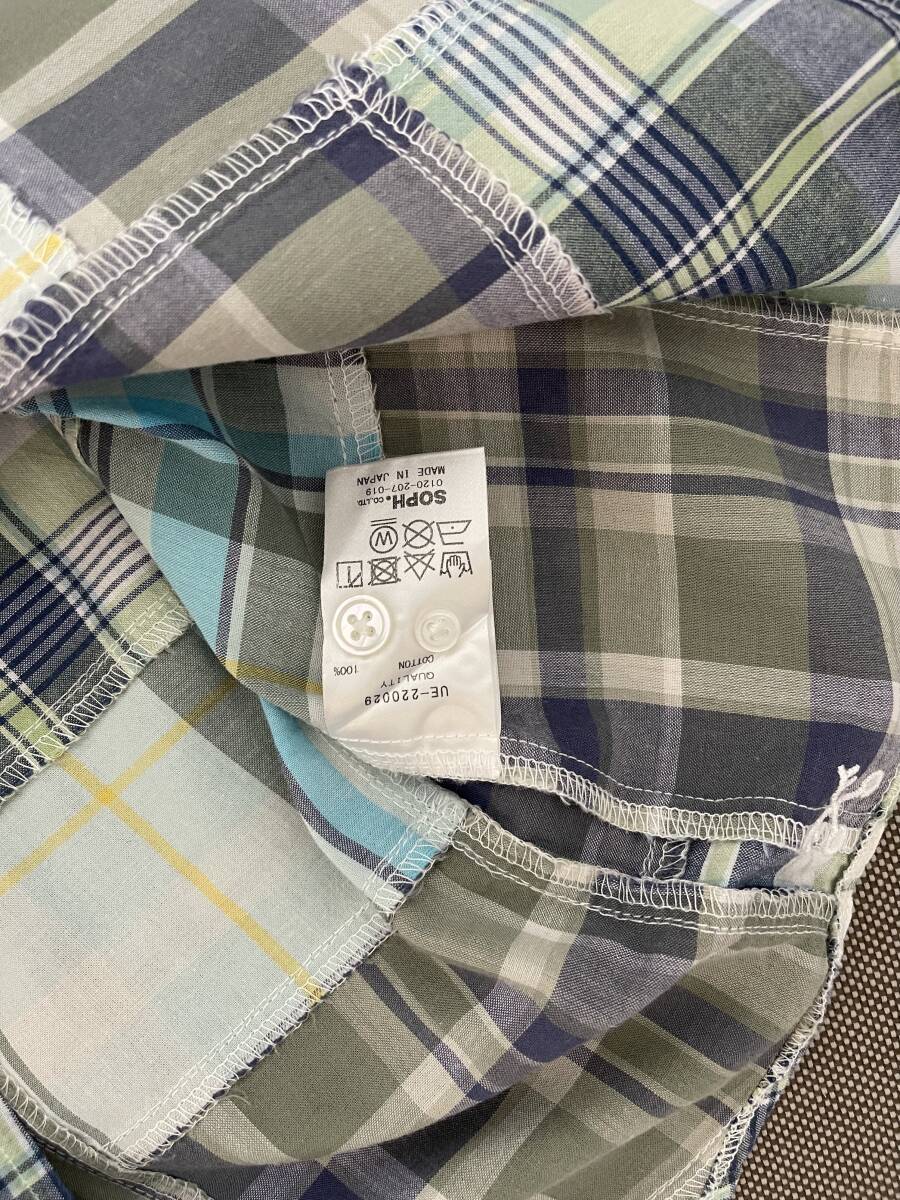 UE-220029
QUALITY
COTTON 100%
W
SOPH.CO.,LTD.
0120-207-019
MADE IN JAPAN